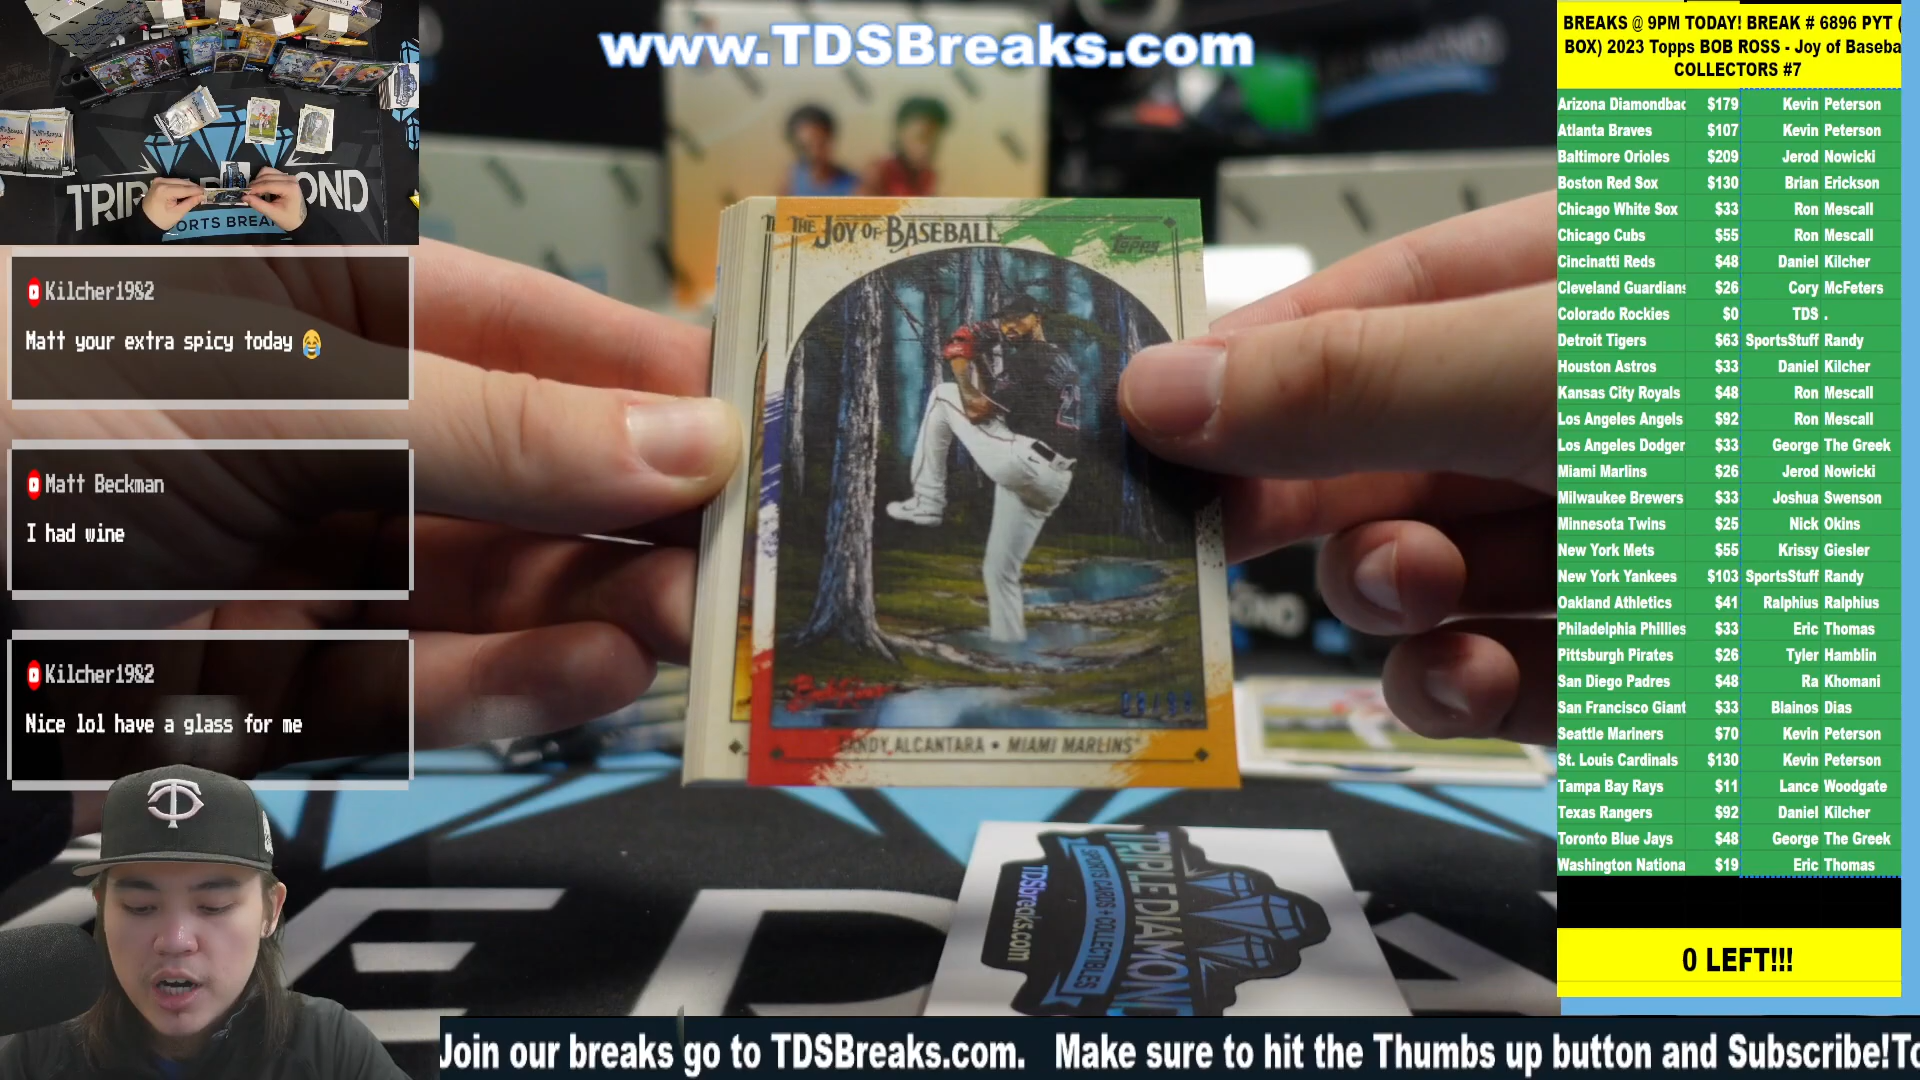 www.TDSBreaks.com
BREAKS @ 9PM TODAY! BREAK # 6896 PYT (
BOX) 2023 Topps BOB ROSS - Joy of Baseba
COLLECTORS #7
Arizona Diamondbac $179 Kevin Peterson
Atlanta Braves $107 Kevin Peterson
Baltimore Orioles $209 Jerod Nowicki
Boston Red Sox $130 Brian Erickson
Chicago White Sox $33 Ron Mescall
Chicago Cubs $55 Ron Mescall
Cincinatti Reds $48 Daniel Kilcher
Cleveland Guardians $26 Cory McFeters
Colorado Rockies $0 TDS .
Detroit Tigers $63 SportsStuff Randy
Houston Astros $33 Daniel Kilcher
Kansas City Royals $48 Ron Mescall
Los Angeles Angels $92 Ron Mescall
Los Angeles Dodger $33 George The Greek
Miami Marlins $26 Jerod Nowicki
Milwaukee Brewers $33 Joshua Swenson
Minnesota Twins $25 Nick Okins
New York Mets $55 Krissy Giesler
New York Yankees $103 SportsStuff Randy
Oakland Athletics $41 Ralphius Ralphius
Philadelphia Phillies $33 Eric Thomas
Pittsburgh Pirates $26 Tyler Hamblin
San Diego Padres $48 Ra Khomani
San Francisco Giant $33 Blainos Dias
Seattle Mariners $70 Kevin Peterson
St. Louis Cardinals $130 Kevin Peterson
Tampa Bay Rays $11 Lance Woodgate
Texas Rangers $92 Daniel Kilcher
Toronto Blue Jays $48 George The Greek
Washington Nationa $19 Eric Thomas
0 LEFT!!!
Kilcher1982
Matt your extra spicy today 😂
Matt Beckman
I had wine
Kilcher1982
Nice lol have a glass for me
THE JOY OF BASEBALL
Topps
Bob Ross
SANDY ALCANTARA • MIAMI MARLINS
TRIPLE DIAMOND
SPORTS CARDS + COLLECTIBLES
TDSBreaks.com
TC
Join our breaks go to TDSBreaks.com. Make sure to hit the Thumbs up button and Subscribe!To